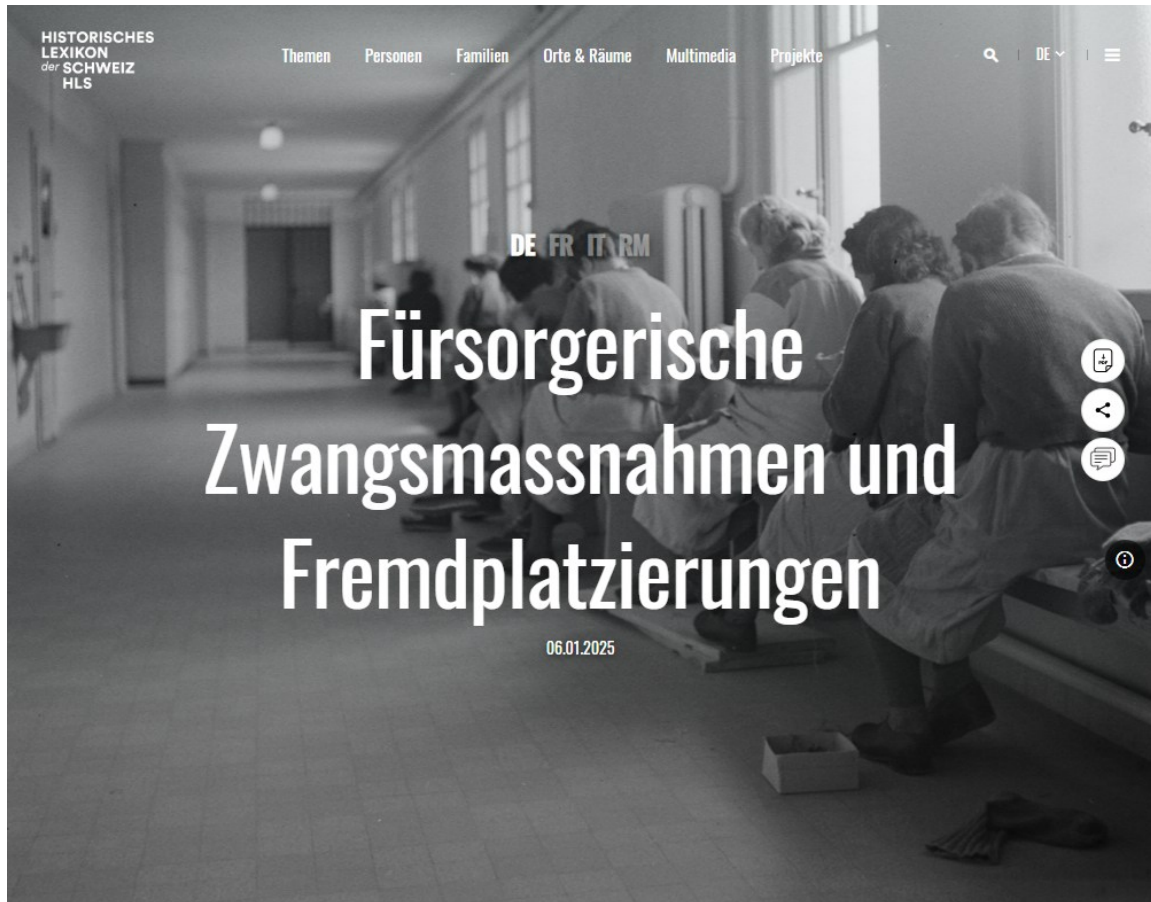 HISTORISCHES
LEXIKON
der SCHWEIZ
HLS
Themen Personen Familien Orte & Räume Multimedia Projekte
DE
DE FR IT RM
Fürsorgerische
Zwangsmassnahmen und
Fremdplatzierungen
06.01.2025
PDF